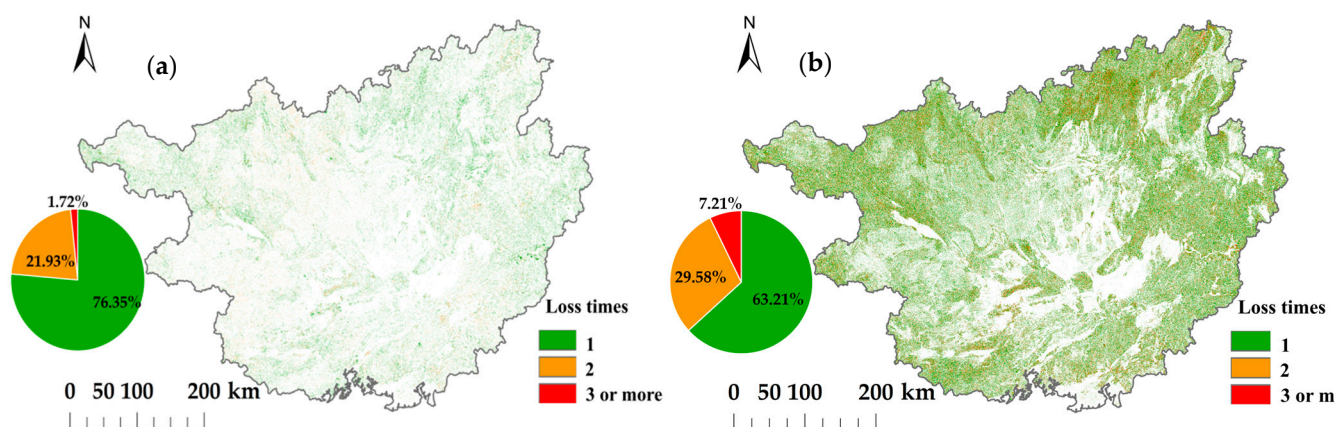 N
(a)
1.72%
21.93%
76.35%
Loss times
1
2
3 or more
0 50 100 200 km
N
(b)
7.21%
29.58%
63.21%
Loss times
1
2
3 or m
0 50 100 200 km